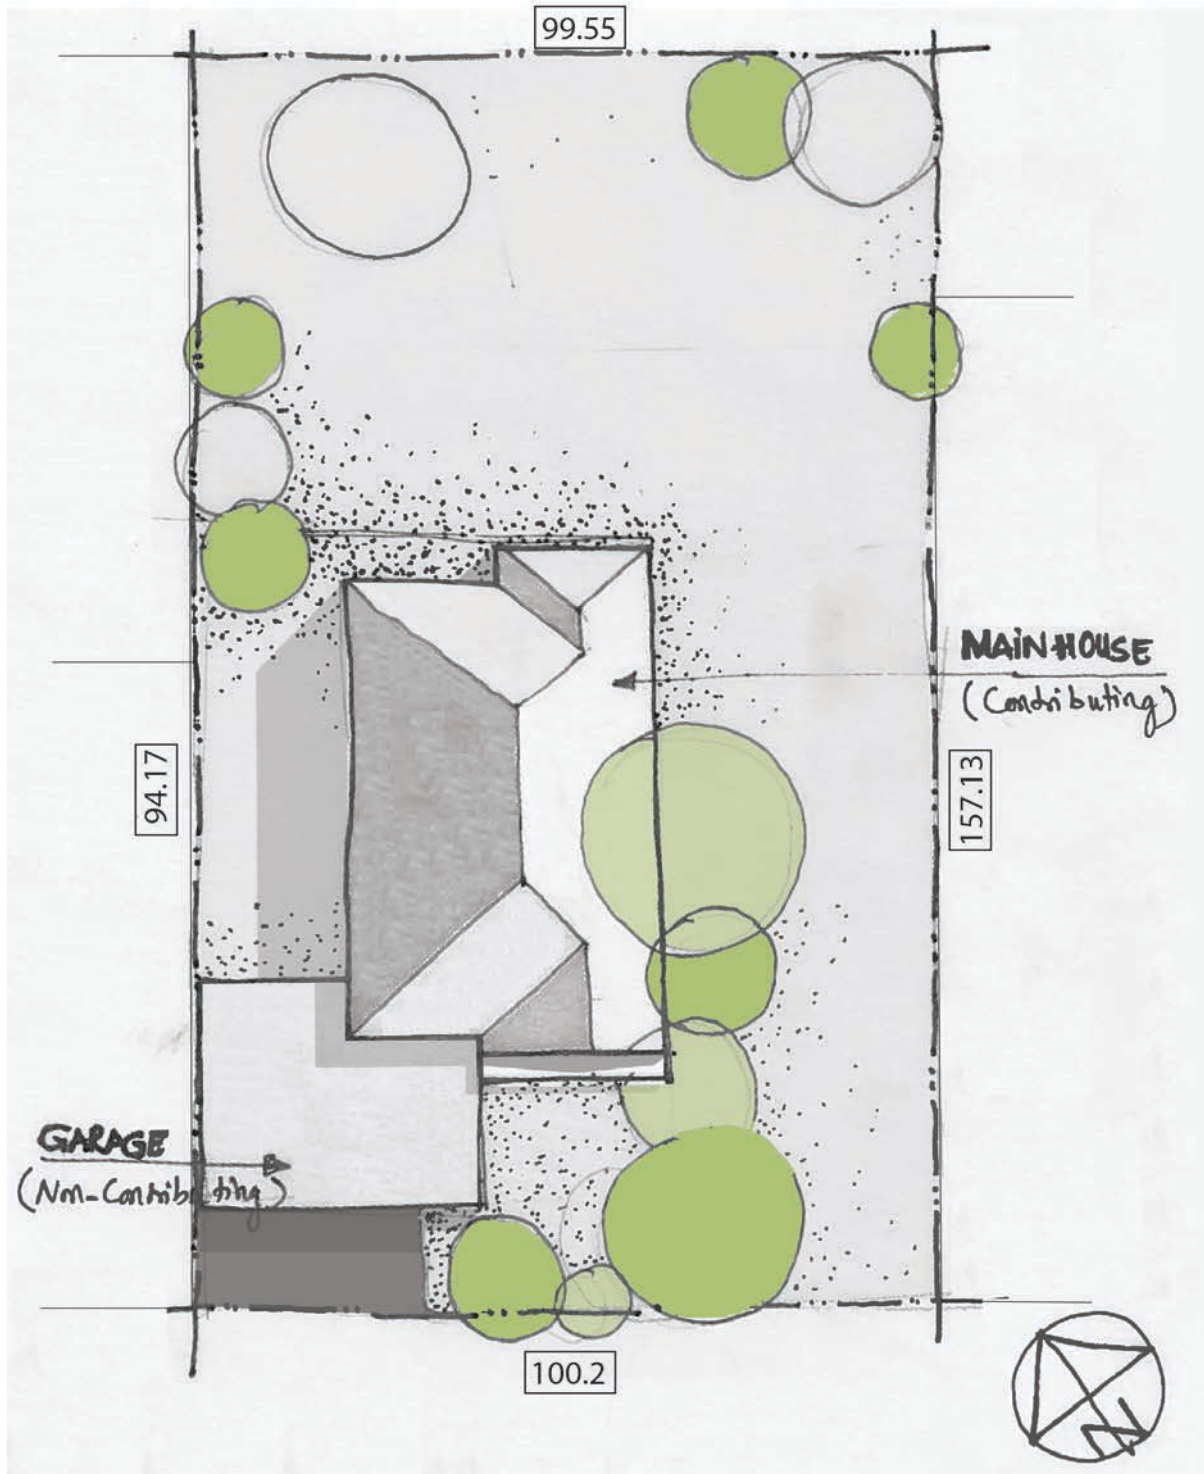 99.55
MAIN HOUSE
(Contributing)
94.17
157.13
GARAGE
(Non-Contributing)
100.2
N